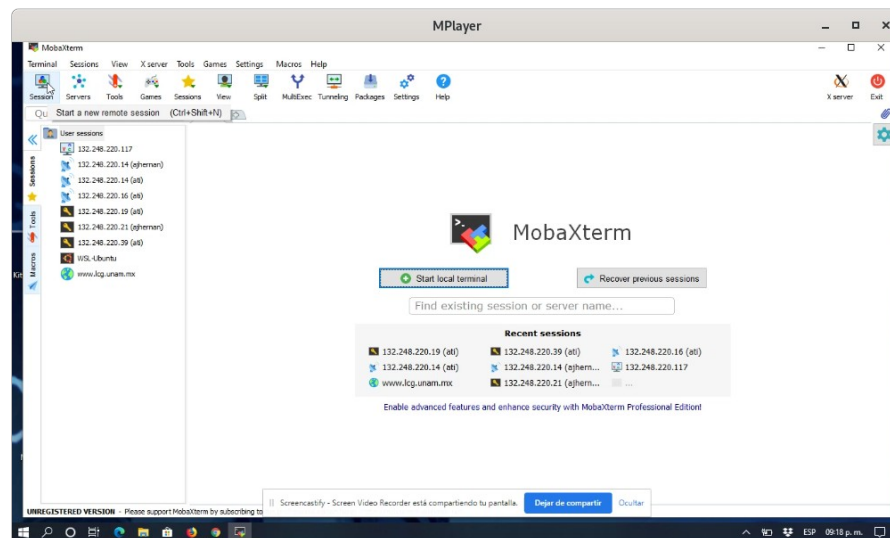 MPlayer
MobaXterm
Terminal Sessions View X server Tools Games Settings Macros Help
Session Servers Tools Games Sessions View Split MultiExec Tunneling Packages Settings Help X server Exit
Qu
Start a new remote session (Ctrl+Shift+N)
User sessions
132.248.220.117
132.248.220.14 (ajhernan)
132.248.220.14 (ati)
132.248.220.16 (ati)
132.248.220.19 (ati)
132.248.220.21 (ajhernan)
132.248.220.39 (ati)
WSL-Ubuntu
www.lcg.unam.mx
Sessions
Tools
Macros
Kit
MobaXterm
Start local terminal
Recover previous sessions
Find existing session or server name...
Recent sessions
132.248.220.19 (ati) 132.248.220.39 (ati) 132.248.220.16 (ati)
132.248.220.14 (ati) 132.248.220.14 (ajhern... 132.248.220.117
www.lcg.unam.mx 132.248.220.21 (ajhern... ...
Enable advanced features and enhance security with MobaXterm Professional Edition!
Screencastify - Screen Video Recorder está compartiendo tu pantalla. Dejar de compartir Ocultar
UNREGISTERED VERSION - Please support MobaXterm by subscribing to
ESP 09:18 p. m.